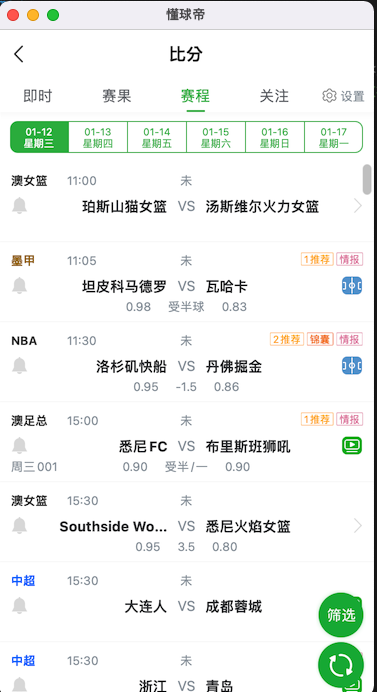 懂球帝
比分
即时 赛果 赛程 关注 设置
01-12 01-13 01-14 01-15 01-16 01-17
星期三 星期四 星期五 星期六 星期日 星期一
澳女篮 11:00 未
珀斯山猫女篮 VS 汤斯维尔火力女篮
墨甲 11:05 未 1推荐 情报
坦皮科马德罗 VS 瓦哈卡
0.98 受半球 0.83
NBA 11:30 未 2推荐 锦囊 情报
洛杉矶快船 VS 丹佛掘金
0.95 -1.5 0.86
澳足总 15:00 未 1推荐 情报
悉尼FC VS 布里斯班狮吼
周三001 0.90 受半/一 0.90
澳女篮 15:30 未
Southside Wo... VS 悉尼火焰女篮
0.95 3.5 0.80
中超 15:30 未
大连人 VS 成都蓉城
筛选
中超 15:30 未
浙江 VS 青岛